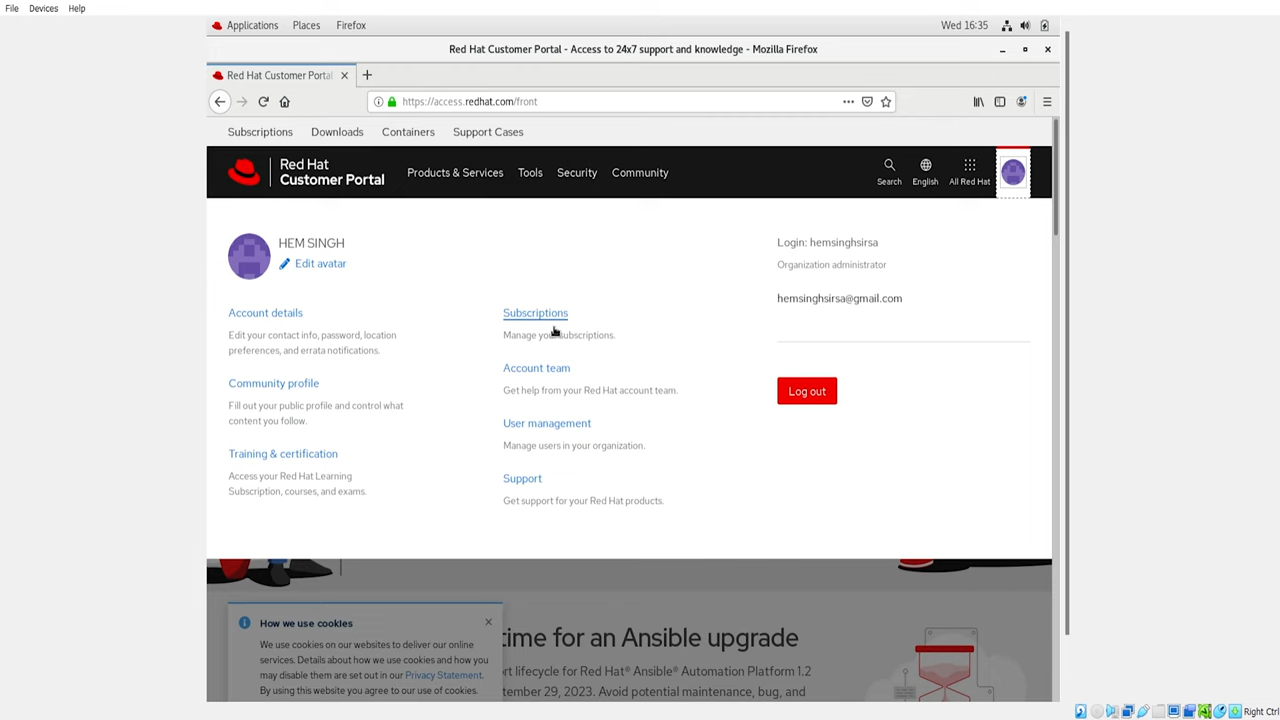 File Devices Help
Applications Places Firefox Wed 16:35
Red Hat Customer Portal - Access to 24x7 support and knowledge - Mozilla Firefox
Red Hat Customer Portal
https://access.redhat.com/front
Subscriptions Downloads Containers Support Cases
Red Hat
Customer Portal
Products & Services Tools Security Community
Search English All Red Hat
HEM SINGH
Edit avatar
Login: hemsinghsirsa
Organization administrator
hemsinghsirsa@gmail.com
Log out
Account details
Edit your contact info, password, location
preferences, and errata notifications.
Community profile
Fill out your public profile and control what
content you follow.
Training & certification
Access your Red Hat Learning
Subscription, courses, and exams.
Subscriptions
Manage your subscriptions.
Account team
Get help from your Red Hat account team.
User management
Manage users in your organization.
Support
Get support for your Red Hat products.
How we use cookies
We use cookies on our websites to deliver our online
services. Details about how we use cookies and how you
may disable them are set out in our Privacy Statement.
By using this website you agree to our use of cookies.
time for an Ansible upgrade
rt lifecycle for Red Hat® Ansible® Automation Platform 1.2
tember 29, 2023. Avoid potential maintenance, bug, and
Right Ctrl